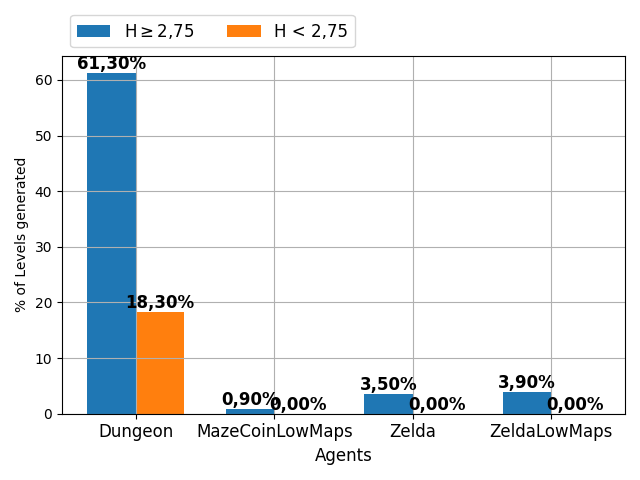 H ≥ 2,75 H < 2,75
61,30%
18,30%
0,90% 0,00% 3,50% 0,00% 3,90% 0,00%
% of Levels generated
60
50
40
30
20
10
0
Dungeon MazeCoinLowMaps Zelda ZeldaLowMaps
Agents